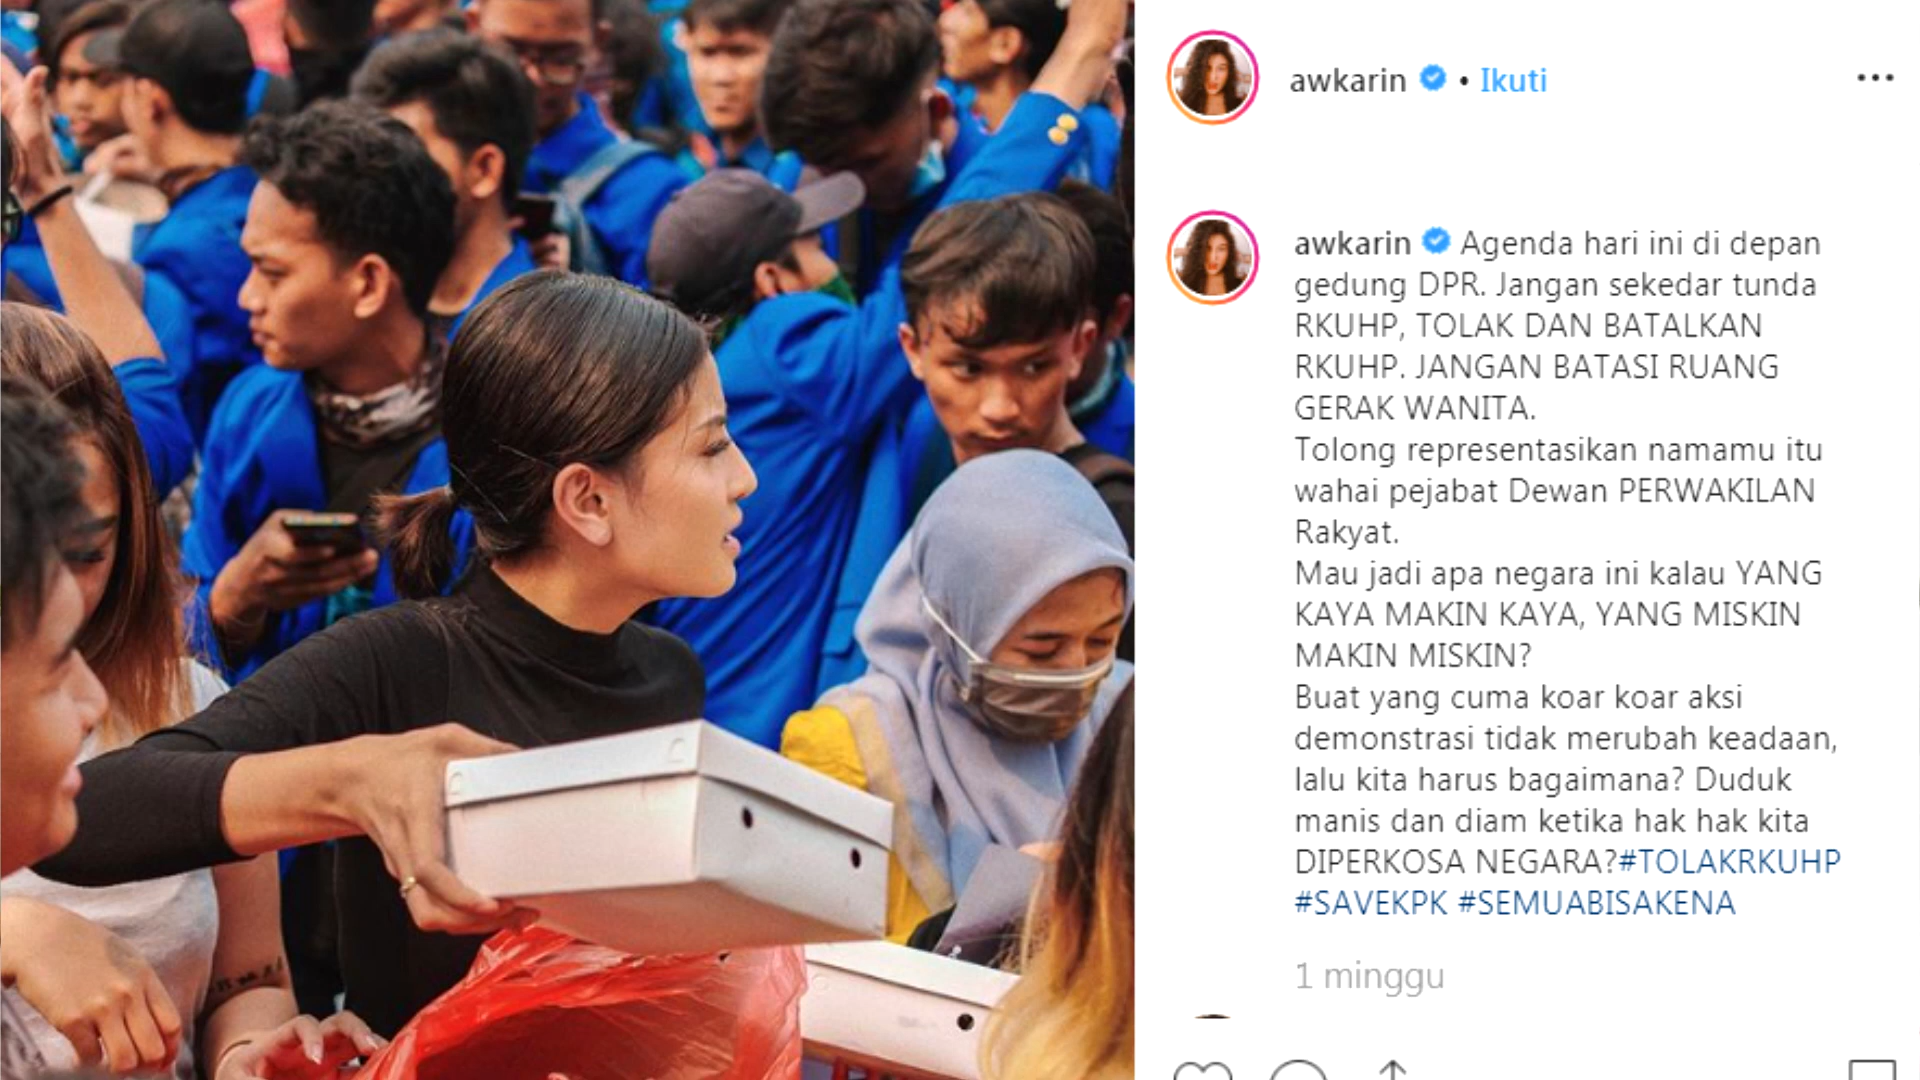 awkarin • Ikuti
awkarin Agenda hari ini di depan
gedung DPR. Jangan sekedar tunda
RKUHP, TOLAK DAN BATALKAN
RKUHP. JANGAN BATASI RUANG
GERAK WANITA.
Tolong representasikan namamu itu
wahai pejabat Dewan PERWAKILAN
Rakyat.
Mau jadi apa negara ini kalau YANG
KAYA MAKIN KAYA, YANG MISKIN
MAKIN MISKIN?
Buat yang cuma koar koar aksi
demonstrasi tidak merubah keadaan,
lalu kita harus bagaimana? Duduk
manis dan diam ketika hak hak kita
DIPERKOSA NEGARA?#TOLAKRKUHP
#SAVEKPK #SEMUABISAKENA
1 minggu